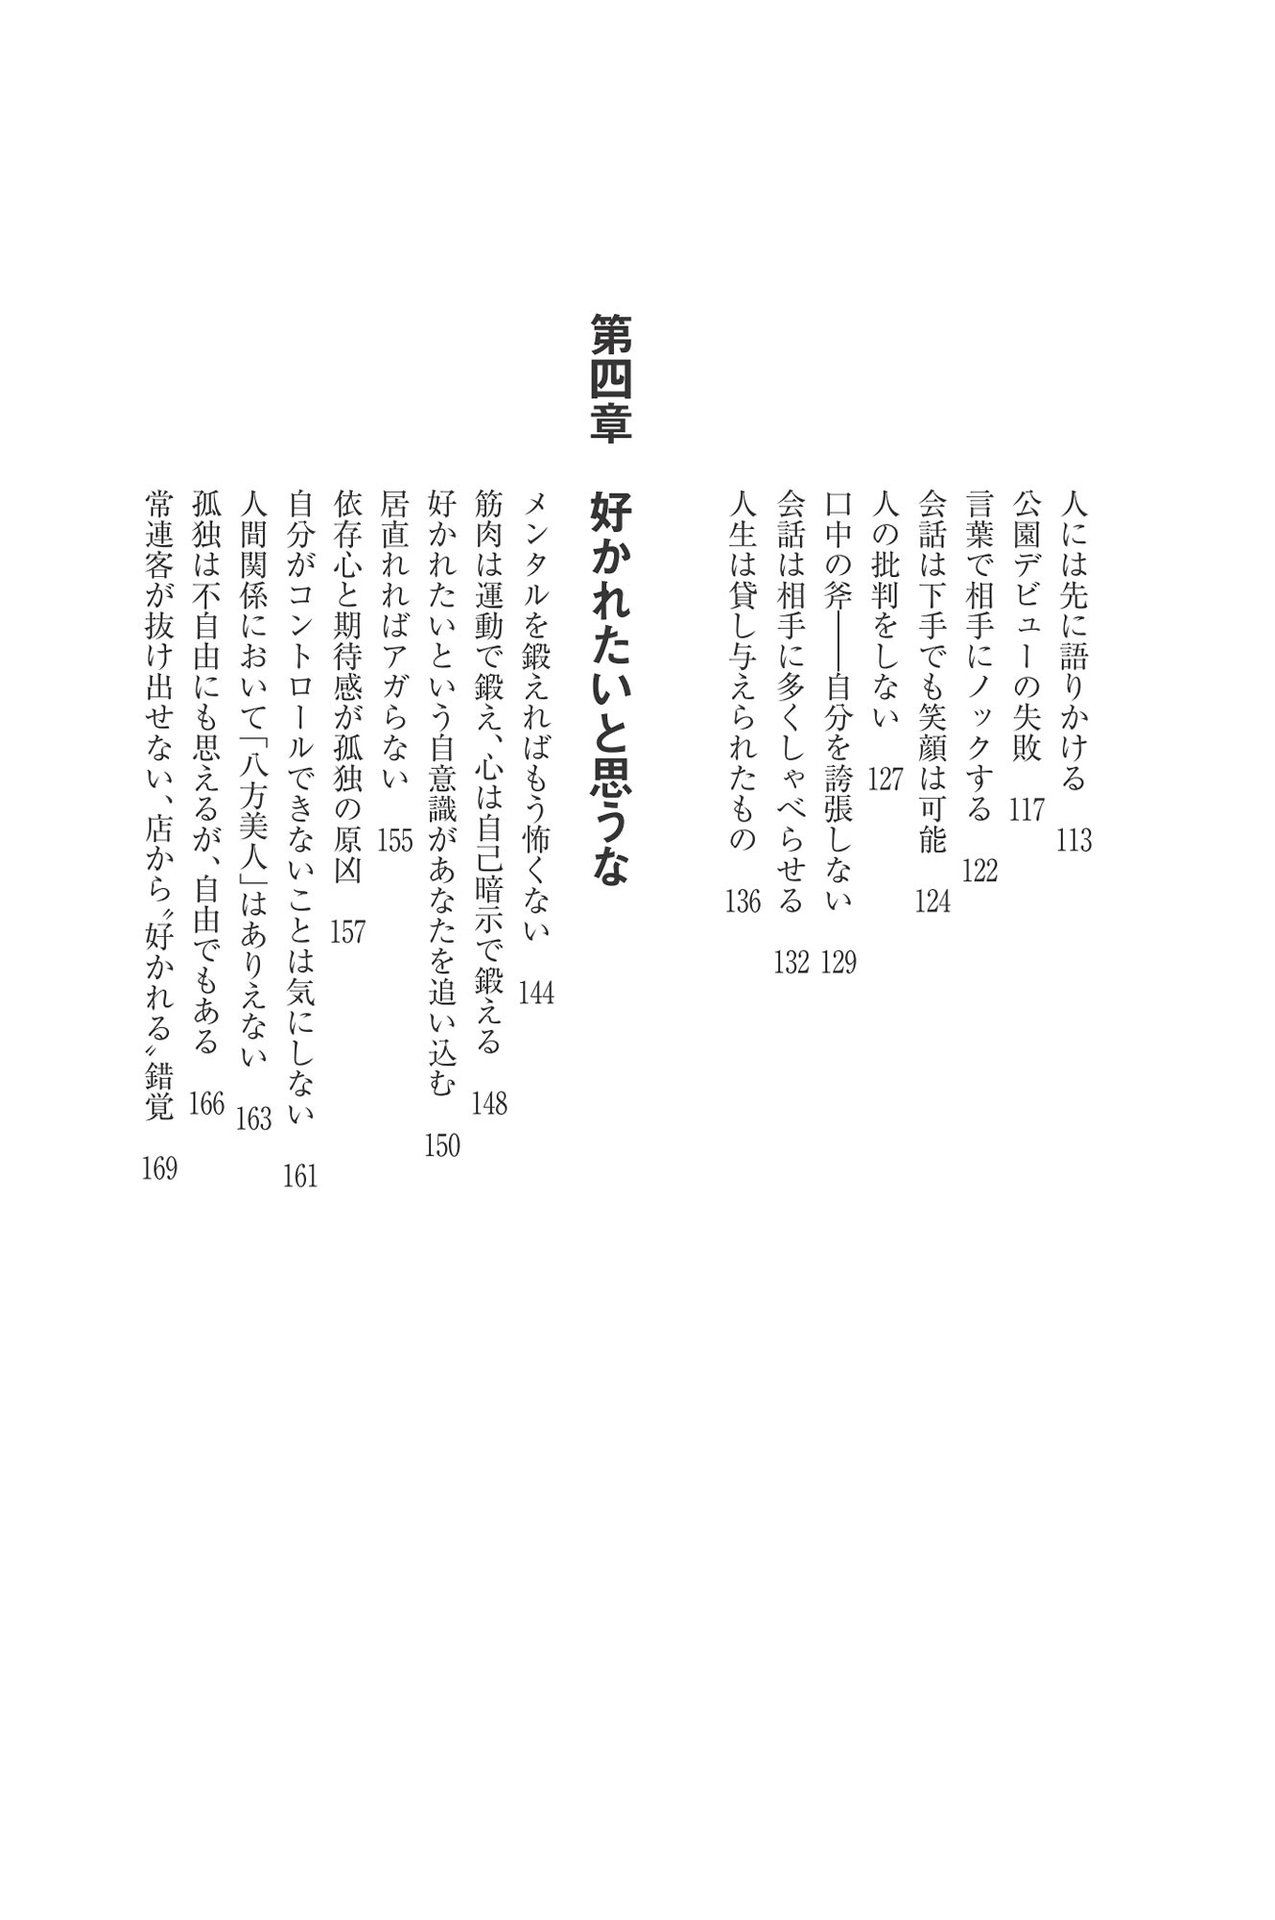 人には先に語りかける 113
公園デビューの失敗 117
言葉で相手にノックする 122
会話は下手でも笑顔は可能 124
人の批判をしない 127
口中の斧――自分を誇張しない 129
会話は相手に多くしゃべらせる 132
人生は貸し与えられたもの 136
第四章 好かれたいと思うな
メンタルを鍛えればもう怖くない 144
筋肉は運動で鍛え、心は自己暗示で鍛える 148
好かれたいという自意識があなたを追い込む 150
居直れればアガらない 155
依存心と期待感が孤独の原凶 157
自分がコントロールできないことは気にしない 161
人間関係において「八方美人」はありえない 163
孤独は不自由にも思えるが、自由でもある 166
常連客が抜け出せない、店から〝好かれる〟錯覚 169